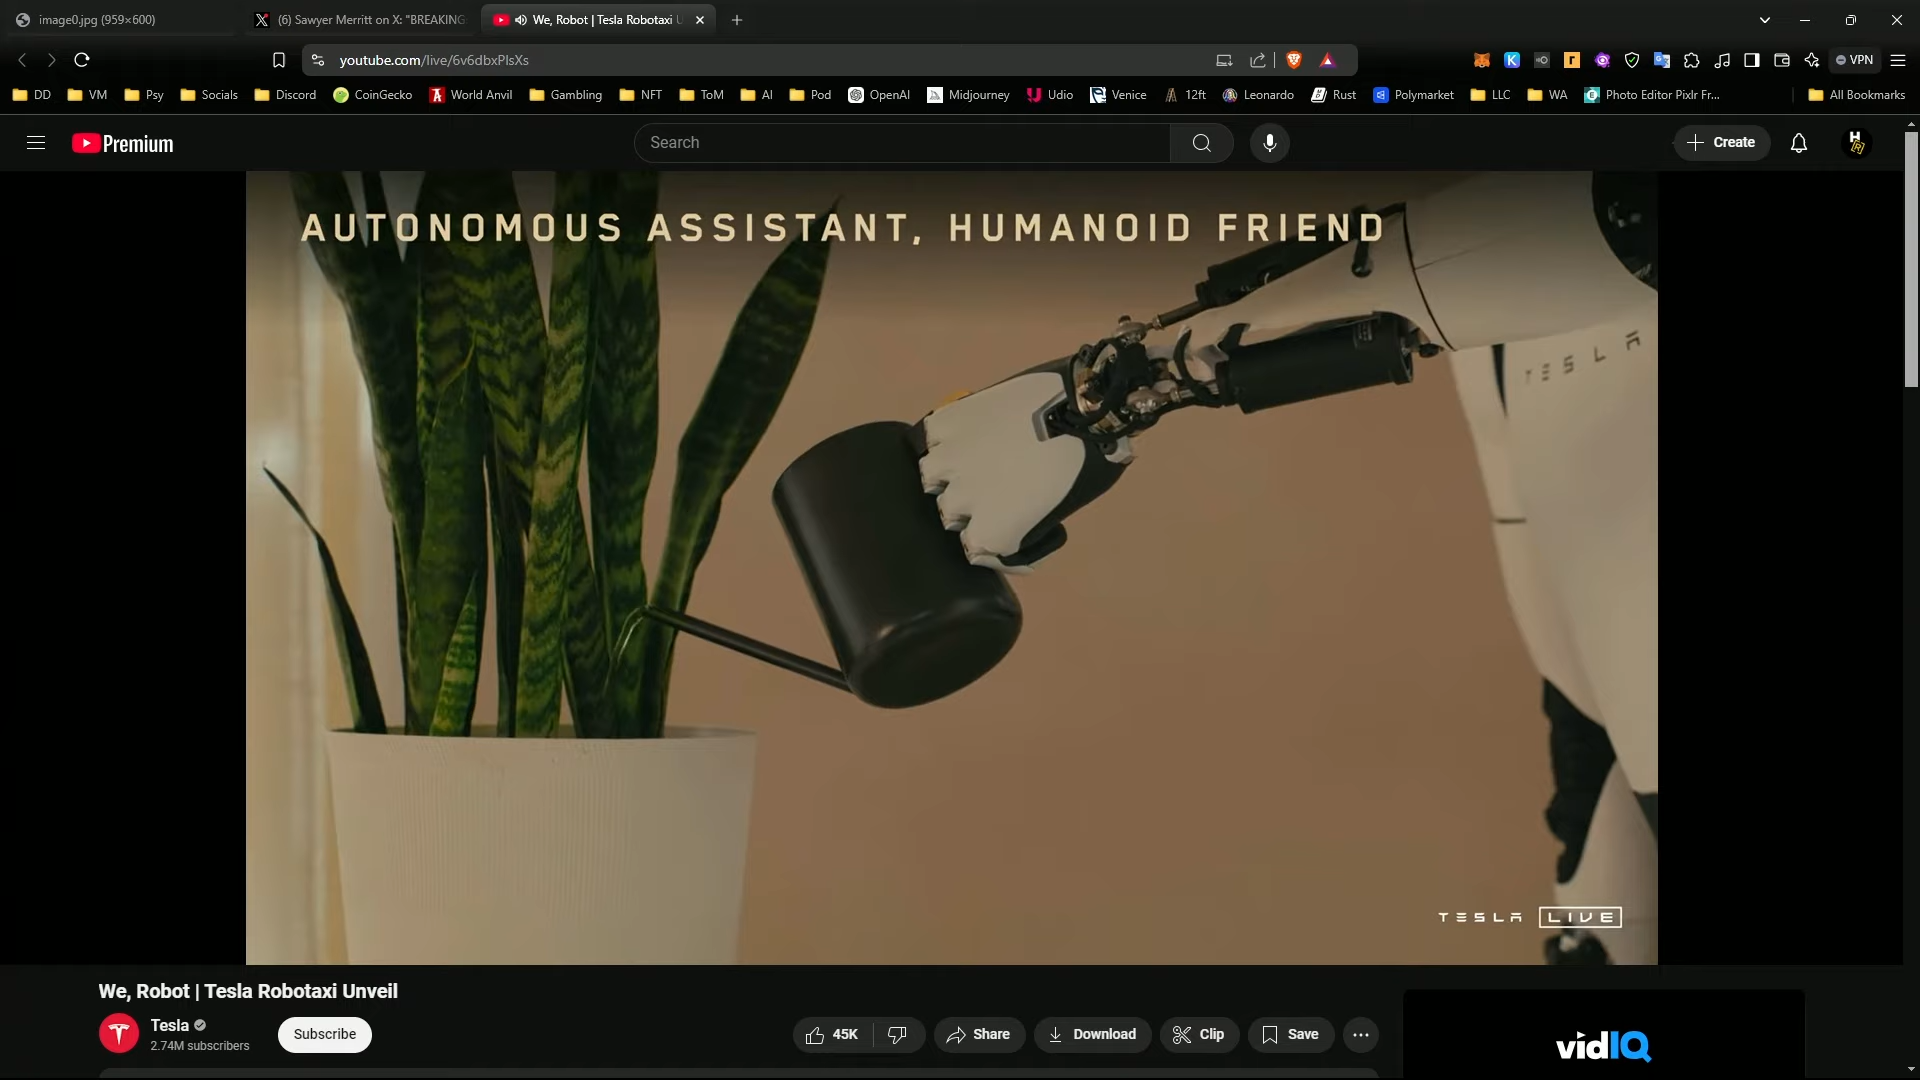 image0.jpg (959×600)
(6) Sawyer Merritt on X: "BREAKING:
We, Robot | Tesla Robotaxi U
youtube.com/live/6v6dbxPIsXs
VPN
DD
VM
Psy
Socials
Discord
CoinGecko
World Anvil
Gambling
NFT
ToM
AI
Pod
OpenAI
Midjourney
Udio
Venice
12ft
Leonardo
Rust
Polymarket
LLC
WA
Photo Editor Pixlr Fr...
All Bookmarks
Premium
Search
Create
AUTONOMOUS ASSISTANT, HUMANOID FRIEND
TESLA
TESLA LIVE
We, Robot | Tesla Robotaxi Unveil
Tesla
2.74M subscribers
Subscribe
45K
Share
Download
Clip
Save
vidIQ